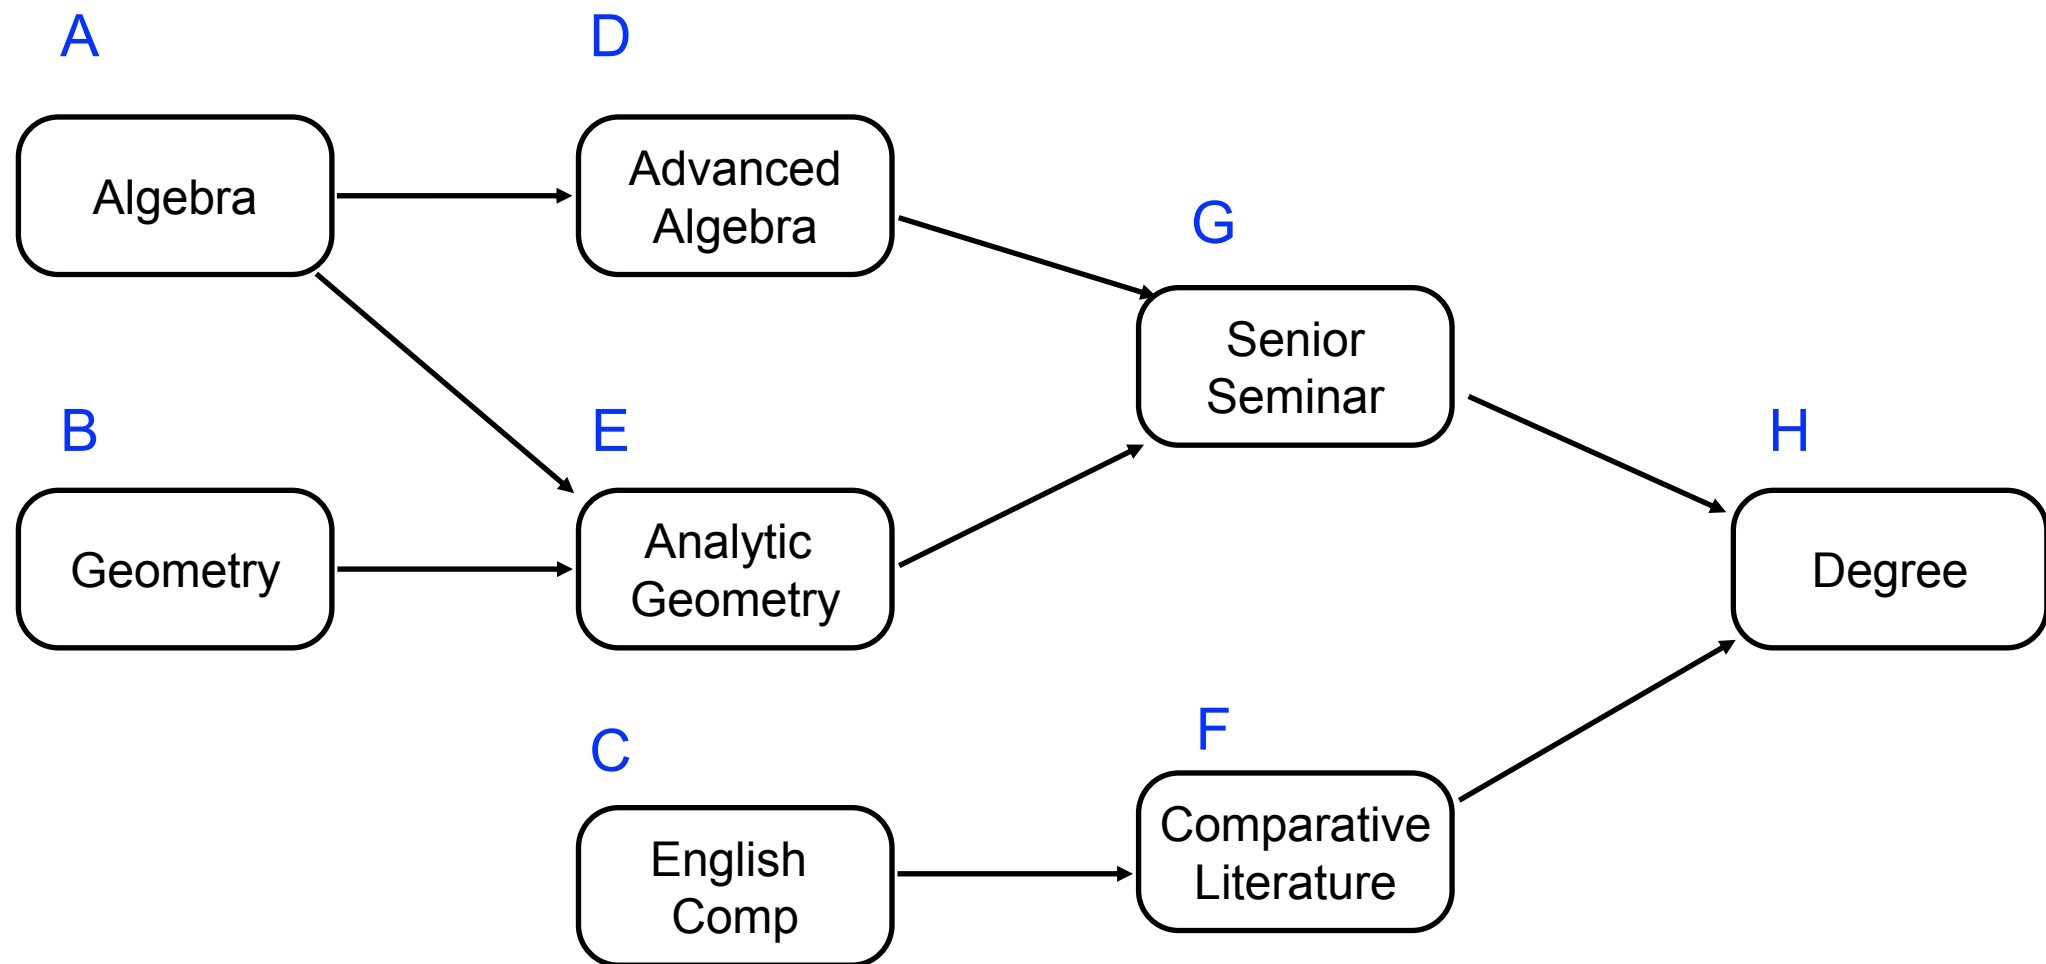 A
D
Algebra
Advanced
Algebra
G
Senior
Seminar
B
E
H
Geometry
Analytic
Geometry
Degree
C
F
English
Comp
Comparative
Literature